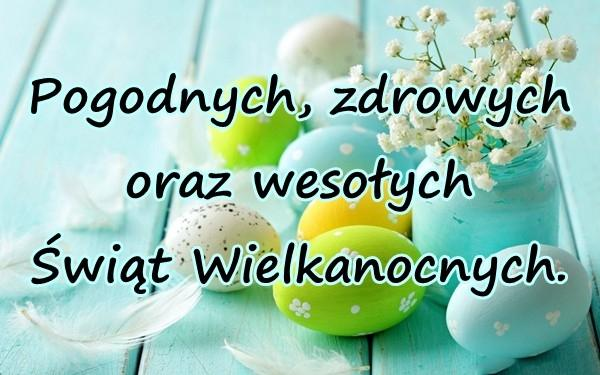 Pogodnych, zdrowych
oraz wesołych
Świąt Wielkanocnych.